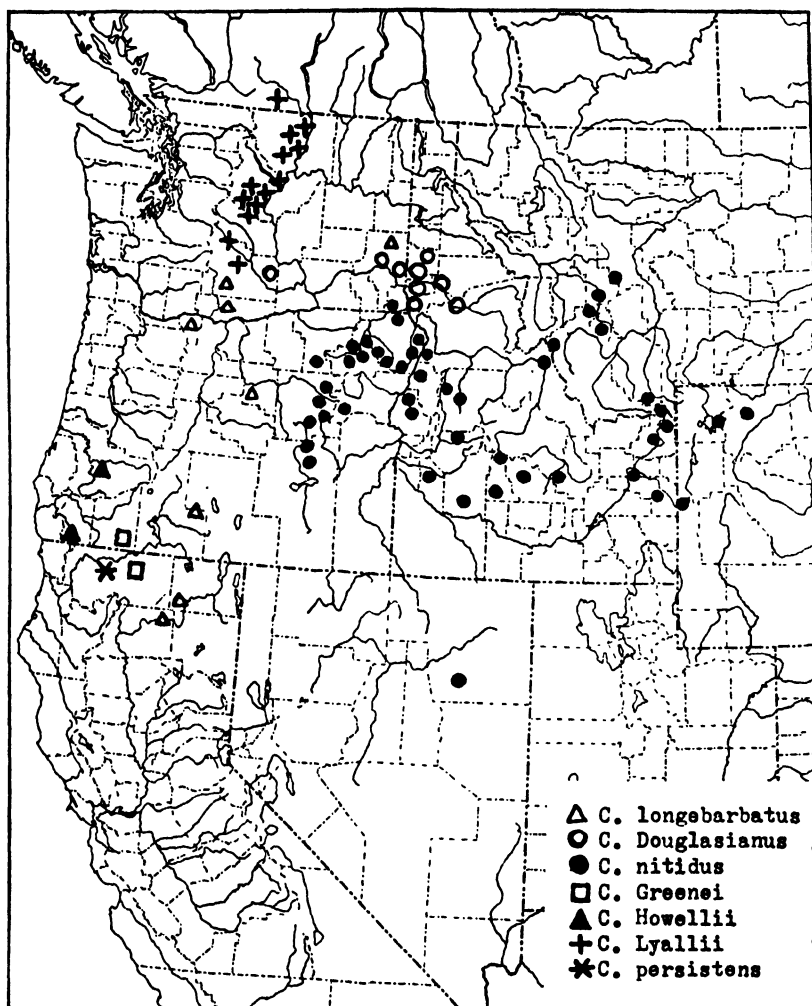 C. longebarbatus
C. Douglasianus
C. nitidus
C. Greenei
C. Howellii
C. Lyallii
C. persistens